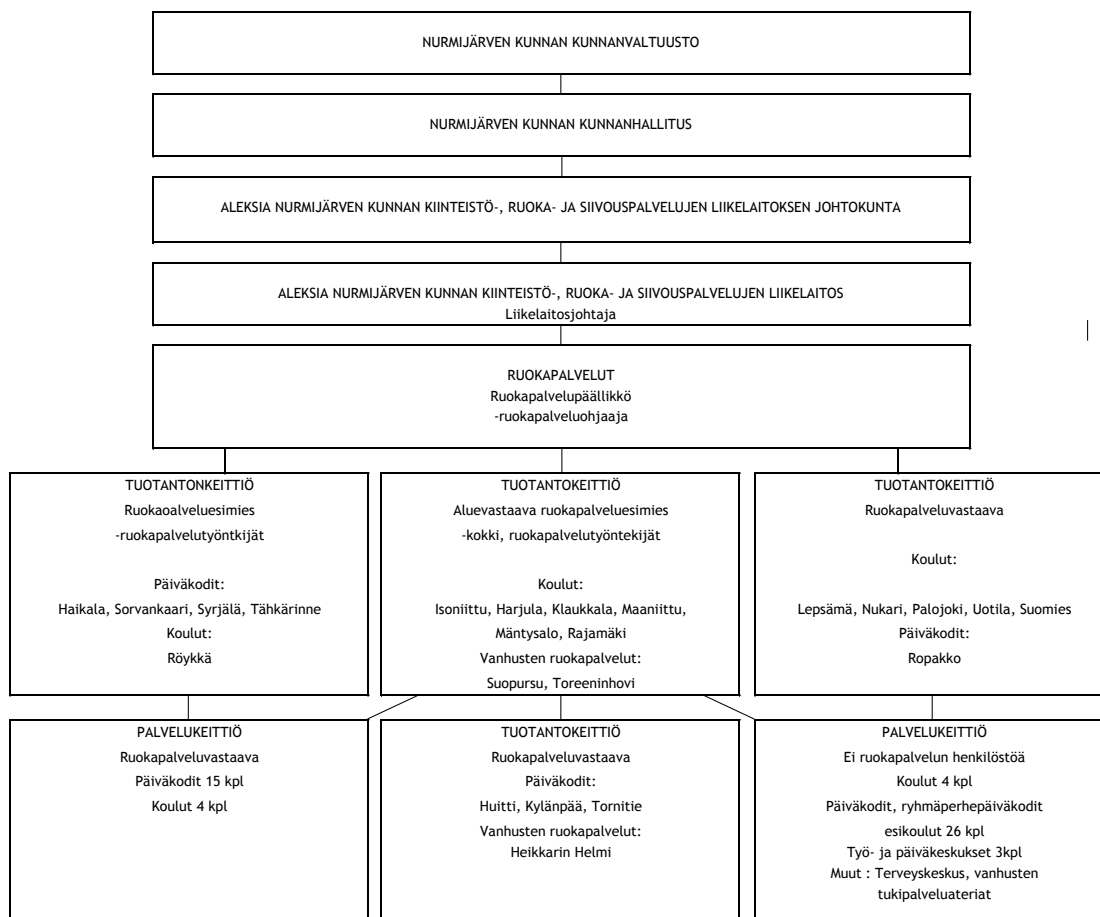 NURMIJÄRVEN KUNNAN KUNNANVALTUUSTO
NURMIJÄRVEN KUNNAN KUNNANHALLITUS
ALEKSIA NURMIJÄRVEN KUNNAN KIINTEISTÖ-, RUOKA- JA SIIVOUSPALVELUJEN LIIKELAITOKSEN JOHTOKUNTA
ALEKSIA NURMIJÄRVEN KUNNAN KIINTEISTÖ-, RUOKA- JA SIIVOUSPALVELUJEN LIIKELAITOS
Liikelaitosjohtaja
RUOKAPALVELUT
Ruokapalvelupäällikkö
-ruokapalveluohjaaja
TUOTANTONKEITTIÖ
Ruokaoalveluesimies
-ruokapalvelutyöntkijät
Päiväkodit:
Haikala, Sorvankaari, Syrjälä, Tähkärinne
Koulut:
Röykkä
TUOTANTOKEITTIÖ
Aluevastaava ruokapalveluesimies
-kokki, ruokapalvelutyöntekijät
Koulut:
Isoniittu, Harjula, Klaukkala, Maaniittu,
Mäntysalo, Rajamäki
Vanhusten ruokapalvelut:
Suopursu, Toreeninhovi
TUOTANTOKEITTIÖ
Ruokapalveluvastaava
Koulut:
Lepsämä, Nukari, Palojoki, Uotila, Suomies
Päiväkodit:
Ropakko
PALVELUKEITTIÖ
Ruokapalveluvastaava
Päiväkodit 15 kpl
Koulut 4 kpl
TUOTANTOKEITTIÖ
Ruokapalveluvastaava
Päiväkodit:
Huitti, Kylänpää, Tornitie
Vanhusten ruokapalvelut:
Heikkarin Helmi
PALVELUKEITTIÖ
Ei ruokapalvelun henkilöstöä
Koulut 4 kpl
Päiväkodit, ryhmäperhepäiväkodit
esikoulut 26 kpl
Työ- ja päiväkeskukset 3kpl
Muut : Terveyskeskus, vanhusten
tukipalveluateriat